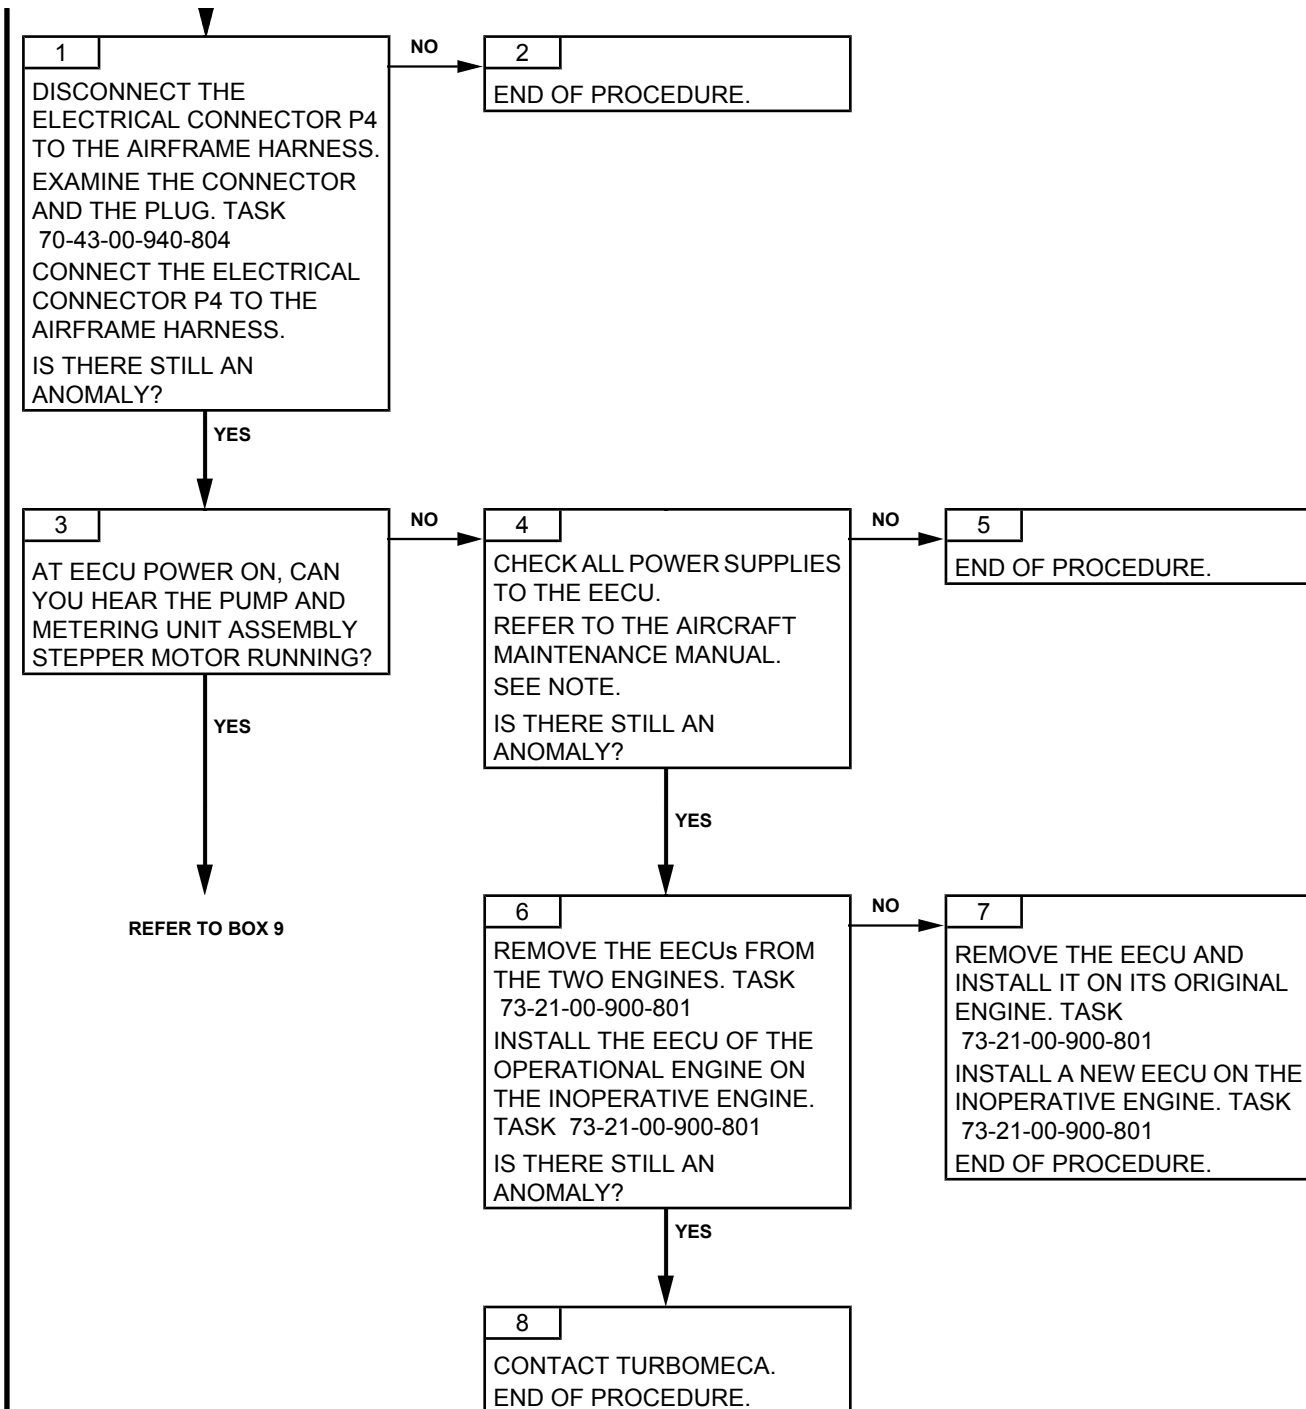 1
DISCONNECT THE
ELECTRICAL CONNECTOR P4
TO THE AIRFRAME HARNESS.
EXAMINE THE CONNECTOR
AND THE PLUG. TASK
70-43-00-940-804
CONNECT THE ELECTRICAL
CONNECTOR P4 TO THE
AIRFRAME HARNESS.
IS THERE STILL AN
ANOMALY?
NO
2
END OF PROCEDURE.
YES
3
AT EECU POWER ON, CAN
YOU HEAR THE PUMP AND
METERING UNIT ASSEMBLY
STEPPER MOTOR RUNNING?
NO
4
CHECK ALL POWER SUPPLIES
TO THE EECU.
REFER TO THE AIRCRAFT
MAINTENANCE MANUAL.
SEE NOTE.
IS THERE STILL AN
ANOMALY?
NO
5
END OF PROCEDURE.
YES
REFER TO BOX 9
YES
6
REMOVE THE EECUs FROM
THE TWO ENGINES. TASK
73-21-00-900-801
INSTALL THE EECU OF THE
OPERATIONAL ENGINE ON
THE INOPERATIVE ENGINE.
TASK 73-21-00-900-801
IS THERE STILL AN
ANOMALY?
NO
7
REMOVE THE EECU AND
INSTALL IT ON ITS ORIGINAL
ENGINE. TASK
73-21-00-900-801
INSTALL A NEW EECU ON THE
INOPERATIVE ENGINE. TASK
73-21-00-900-801
END OF PROCEDURE.
YES
8
CONTACT TURBOMECA.
END OF PROCEDURE.